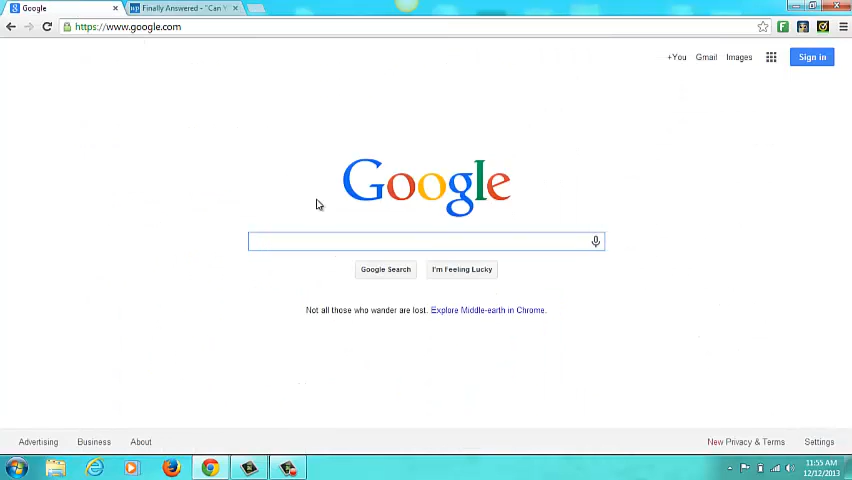 Google
Finally Answered - "Can Y
https://www.google.com
+You Gmail Images Sign in
Google
Google Search I'm Feeling Lucky
Not all those who wander are lost. Explore Middle-earth in Chrome.
Advertising Business About New Privacy & Terms Settings
11:55 AM
12/12/2013